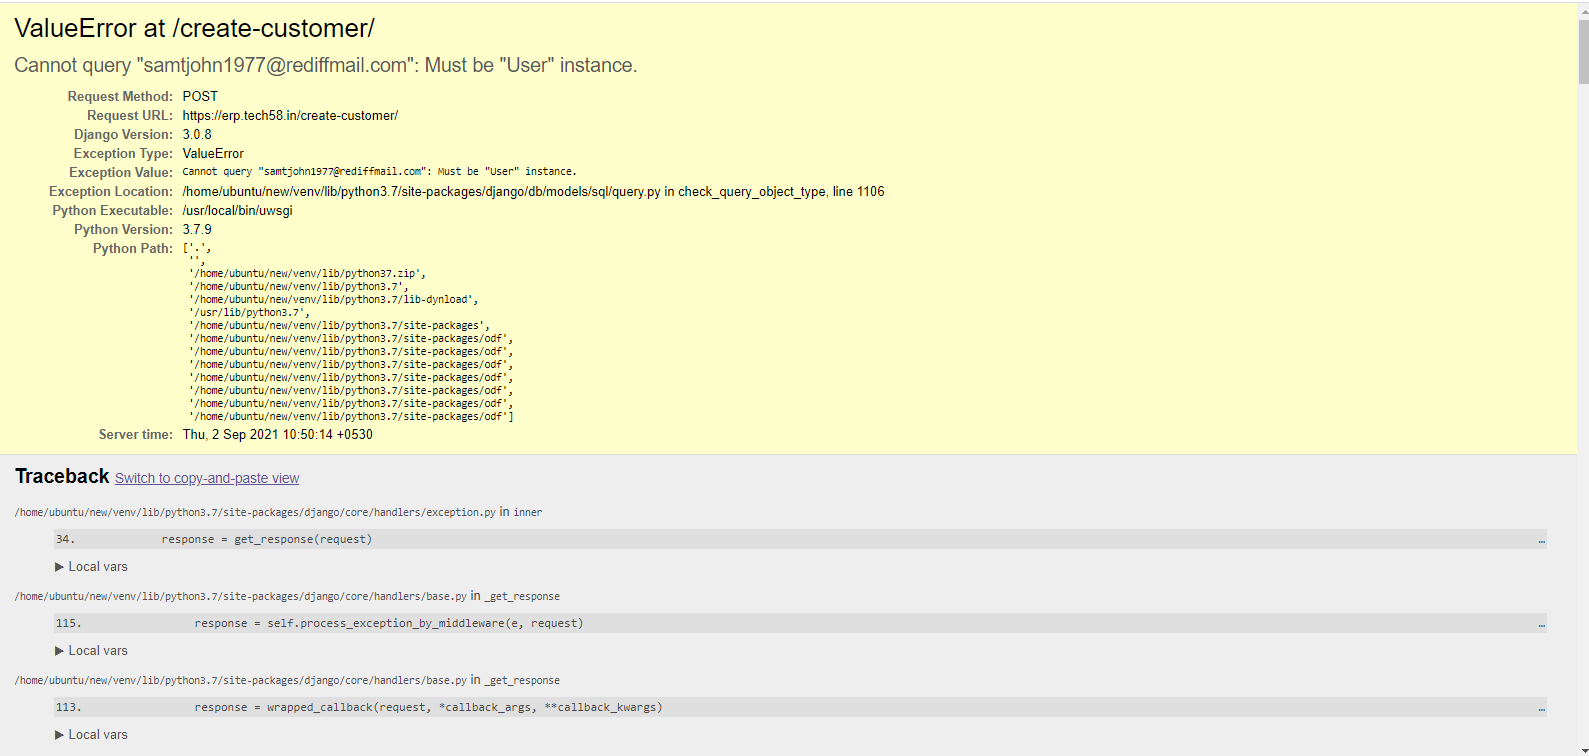 ValueError at /create-customer/
Cannot query "samtjohn1977@rediffmail.com": Must be "User" instance.
Request Method: POST
Request URL: https://erp.tech58.in/create-customer/
Django Version: 3.0.8
Exception Type: ValueError
Exception Value: Cannot query "samtjohn1977@rediffmail.com": Must be "User" instance.
Exception Location: /home/ubuntu/new/venv/lib/python3.7/site-packages/django/db/models/sql/query.py in check_query_object_type, line 1106
Python Executable: /usr/local/bin/uwsgi
Python Version: 3.7.9
Python Path: ['.',
'',
'/home/ubuntu/new/venv/lib/python37.zip',
'/home/ubuntu/new/venv/lib/python3.7',
'/home/ubuntu/new/venv/lib/python3.7/lib-dynload',
'/usr/lib/python3.7',
'/home/ubuntu/new/venv/lib/python3.7/site-packages',
'/home/ubuntu/new/venv/lib/python3.7/site-packages/odf',
'/home/ubuntu/new/venv/lib/python3.7/site-packages/odf',
'/home/ubuntu/new/venv/lib/python3.7/site-packages/odf',
'/home/ubuntu/new/venv/lib/python3.7/site-packages/odf',
'/home/ubuntu/new/venv/lib/python3.7/site-packages/odf',
'/home/ubuntu/new/venv/lib/python3.7/site-packages/odf',
'/home/ubuntu/new/venv/lib/python3.7/site-packages/odf']
Server time: Thu, 2 Sep 2021 10:50:14 +0530
Traceback Switch to copy-and-paste view
/home/ubuntu/new/venv/lib/python3.7/site-packages/django/core/handlers/exception.py in inner
34. response = get_response(request) …
▶ Local vars
/home/ubuntu/new/venv/lib/python3.7/site-packages/django/core/handlers/base.py in _get_response
115. response = self.process_exception_by_middleware(e, request) …
▶ Local vars
/home/ubuntu/new/venv/lib/python3.7/site-packages/django/core/handlers/base.py in _get_response
113. response = wrapped_callback(request, *callback_args, **callback_kwargs) …
▶ Local vars